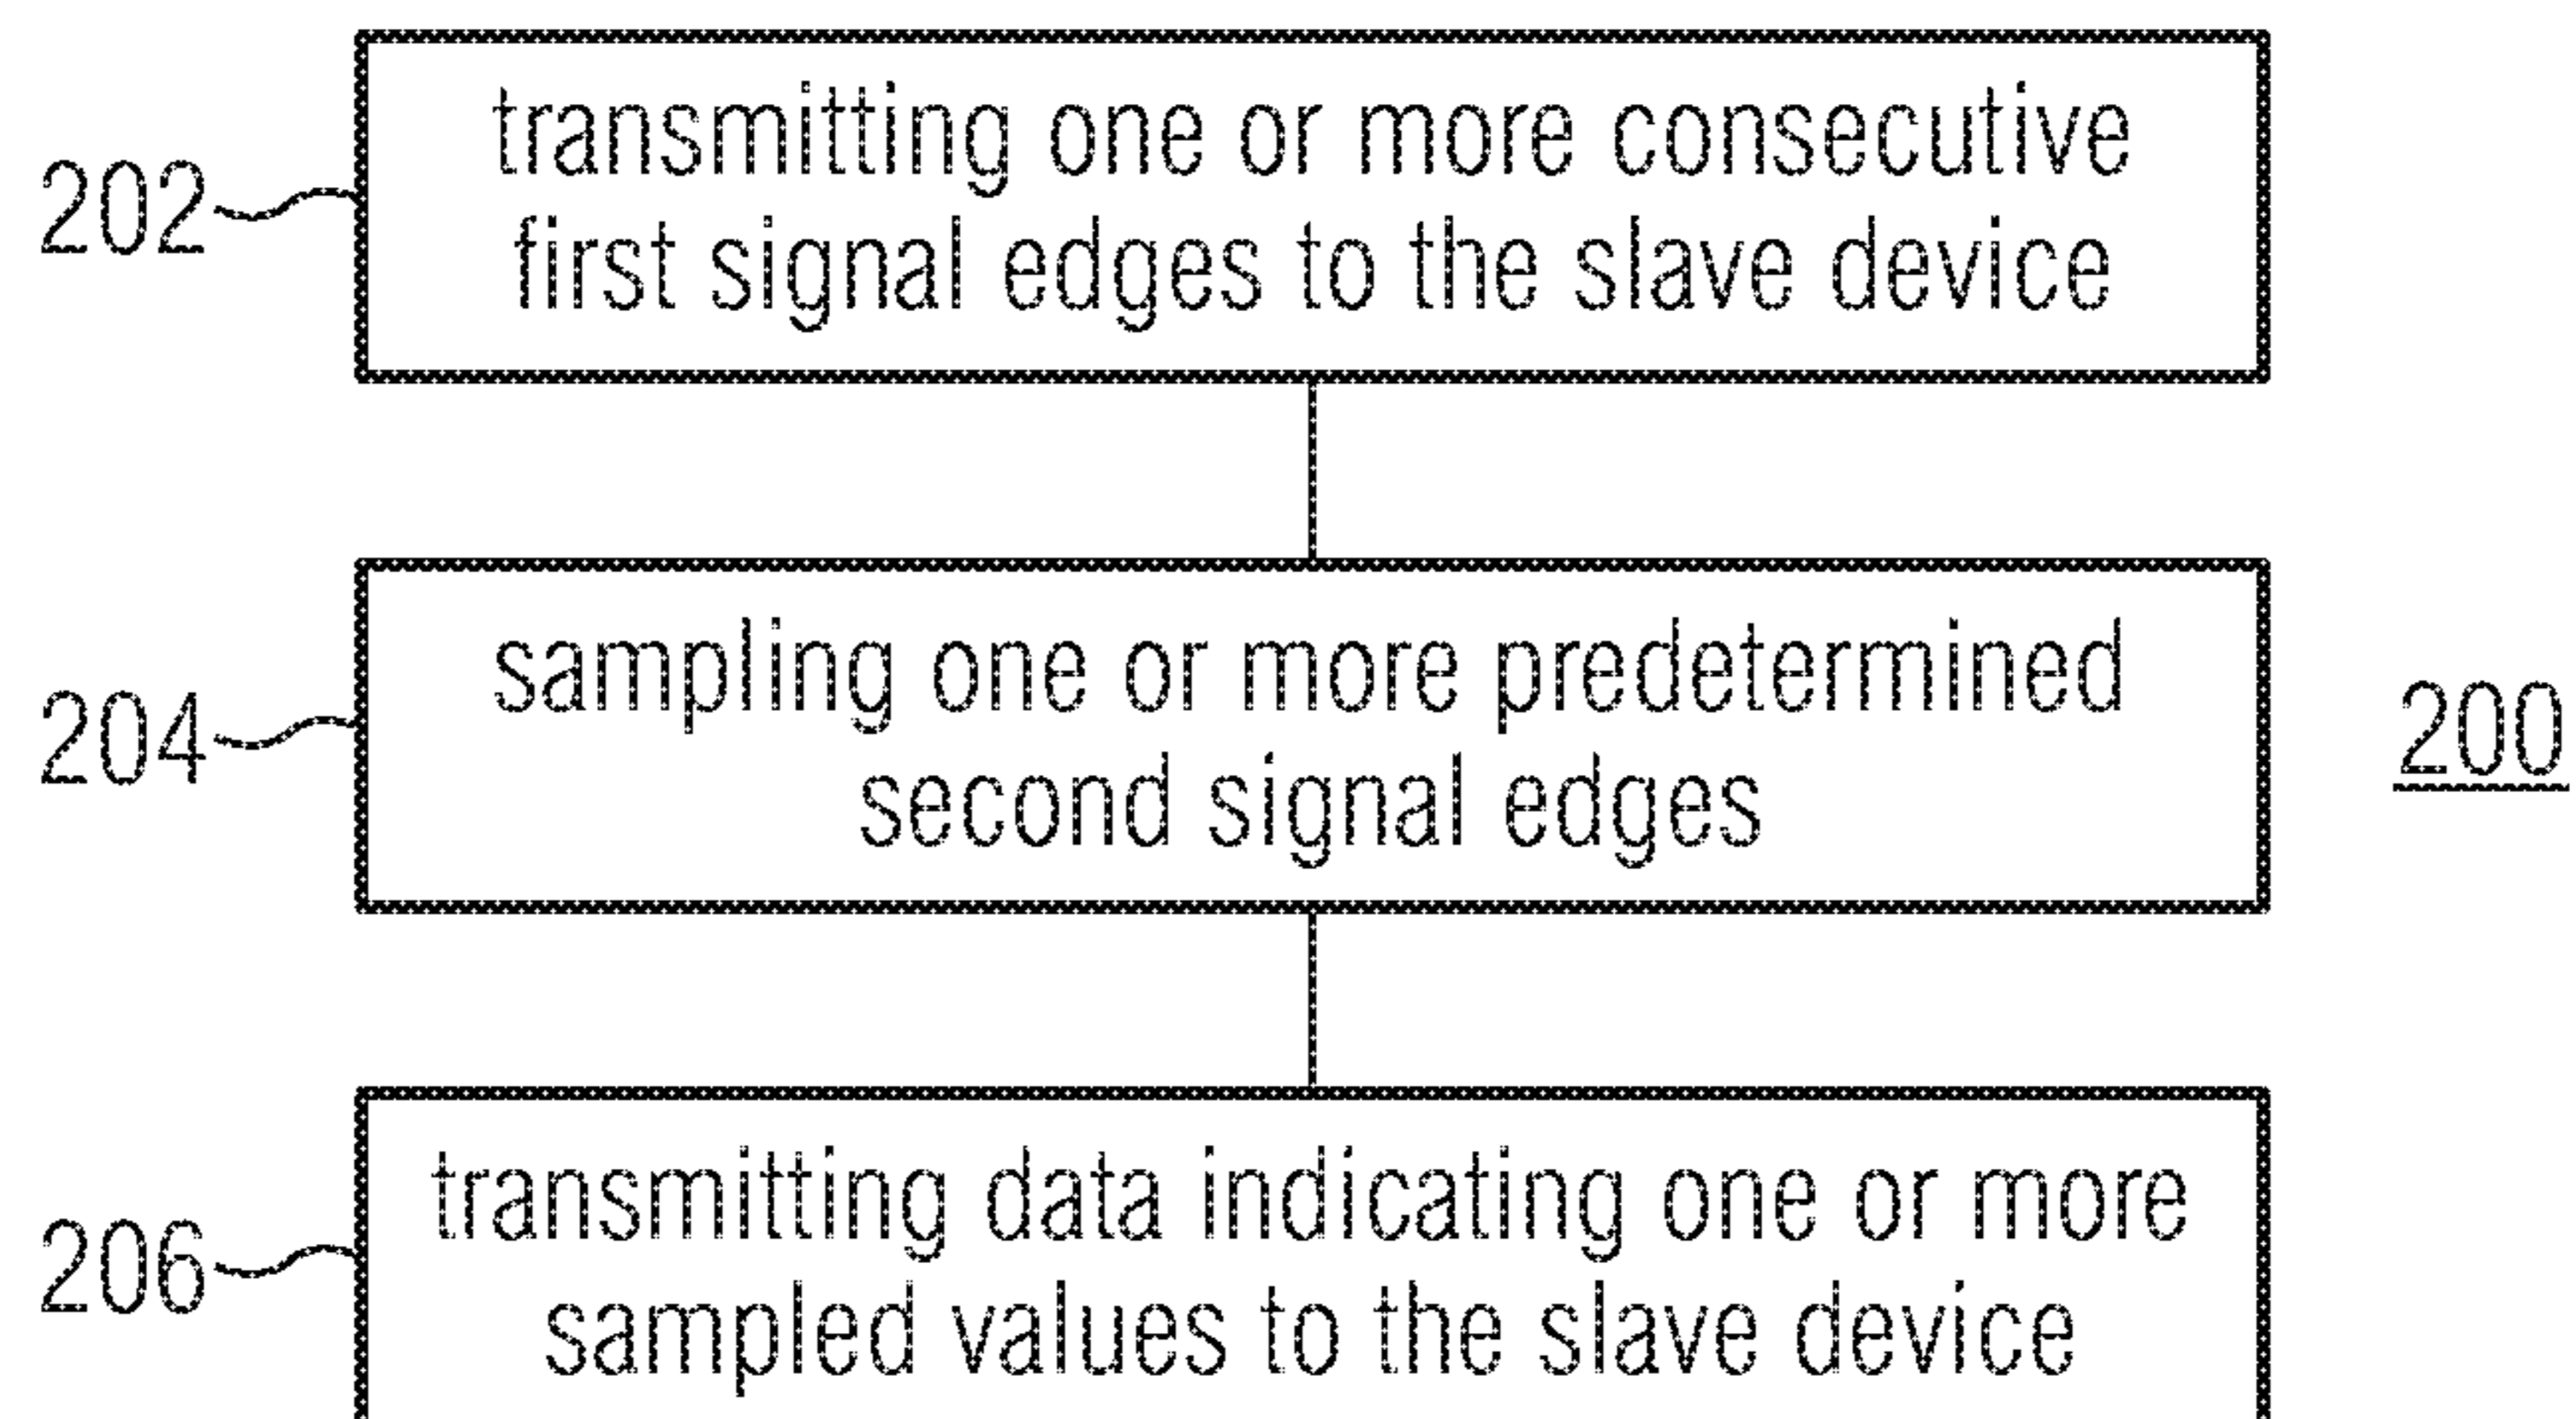 202
transmitting one or more consecutive
first signal edges to the slave device
204
sampling one or more predetermined
second signal edges
200
206
transmitting data indicating one or more
sampled values to the slave device